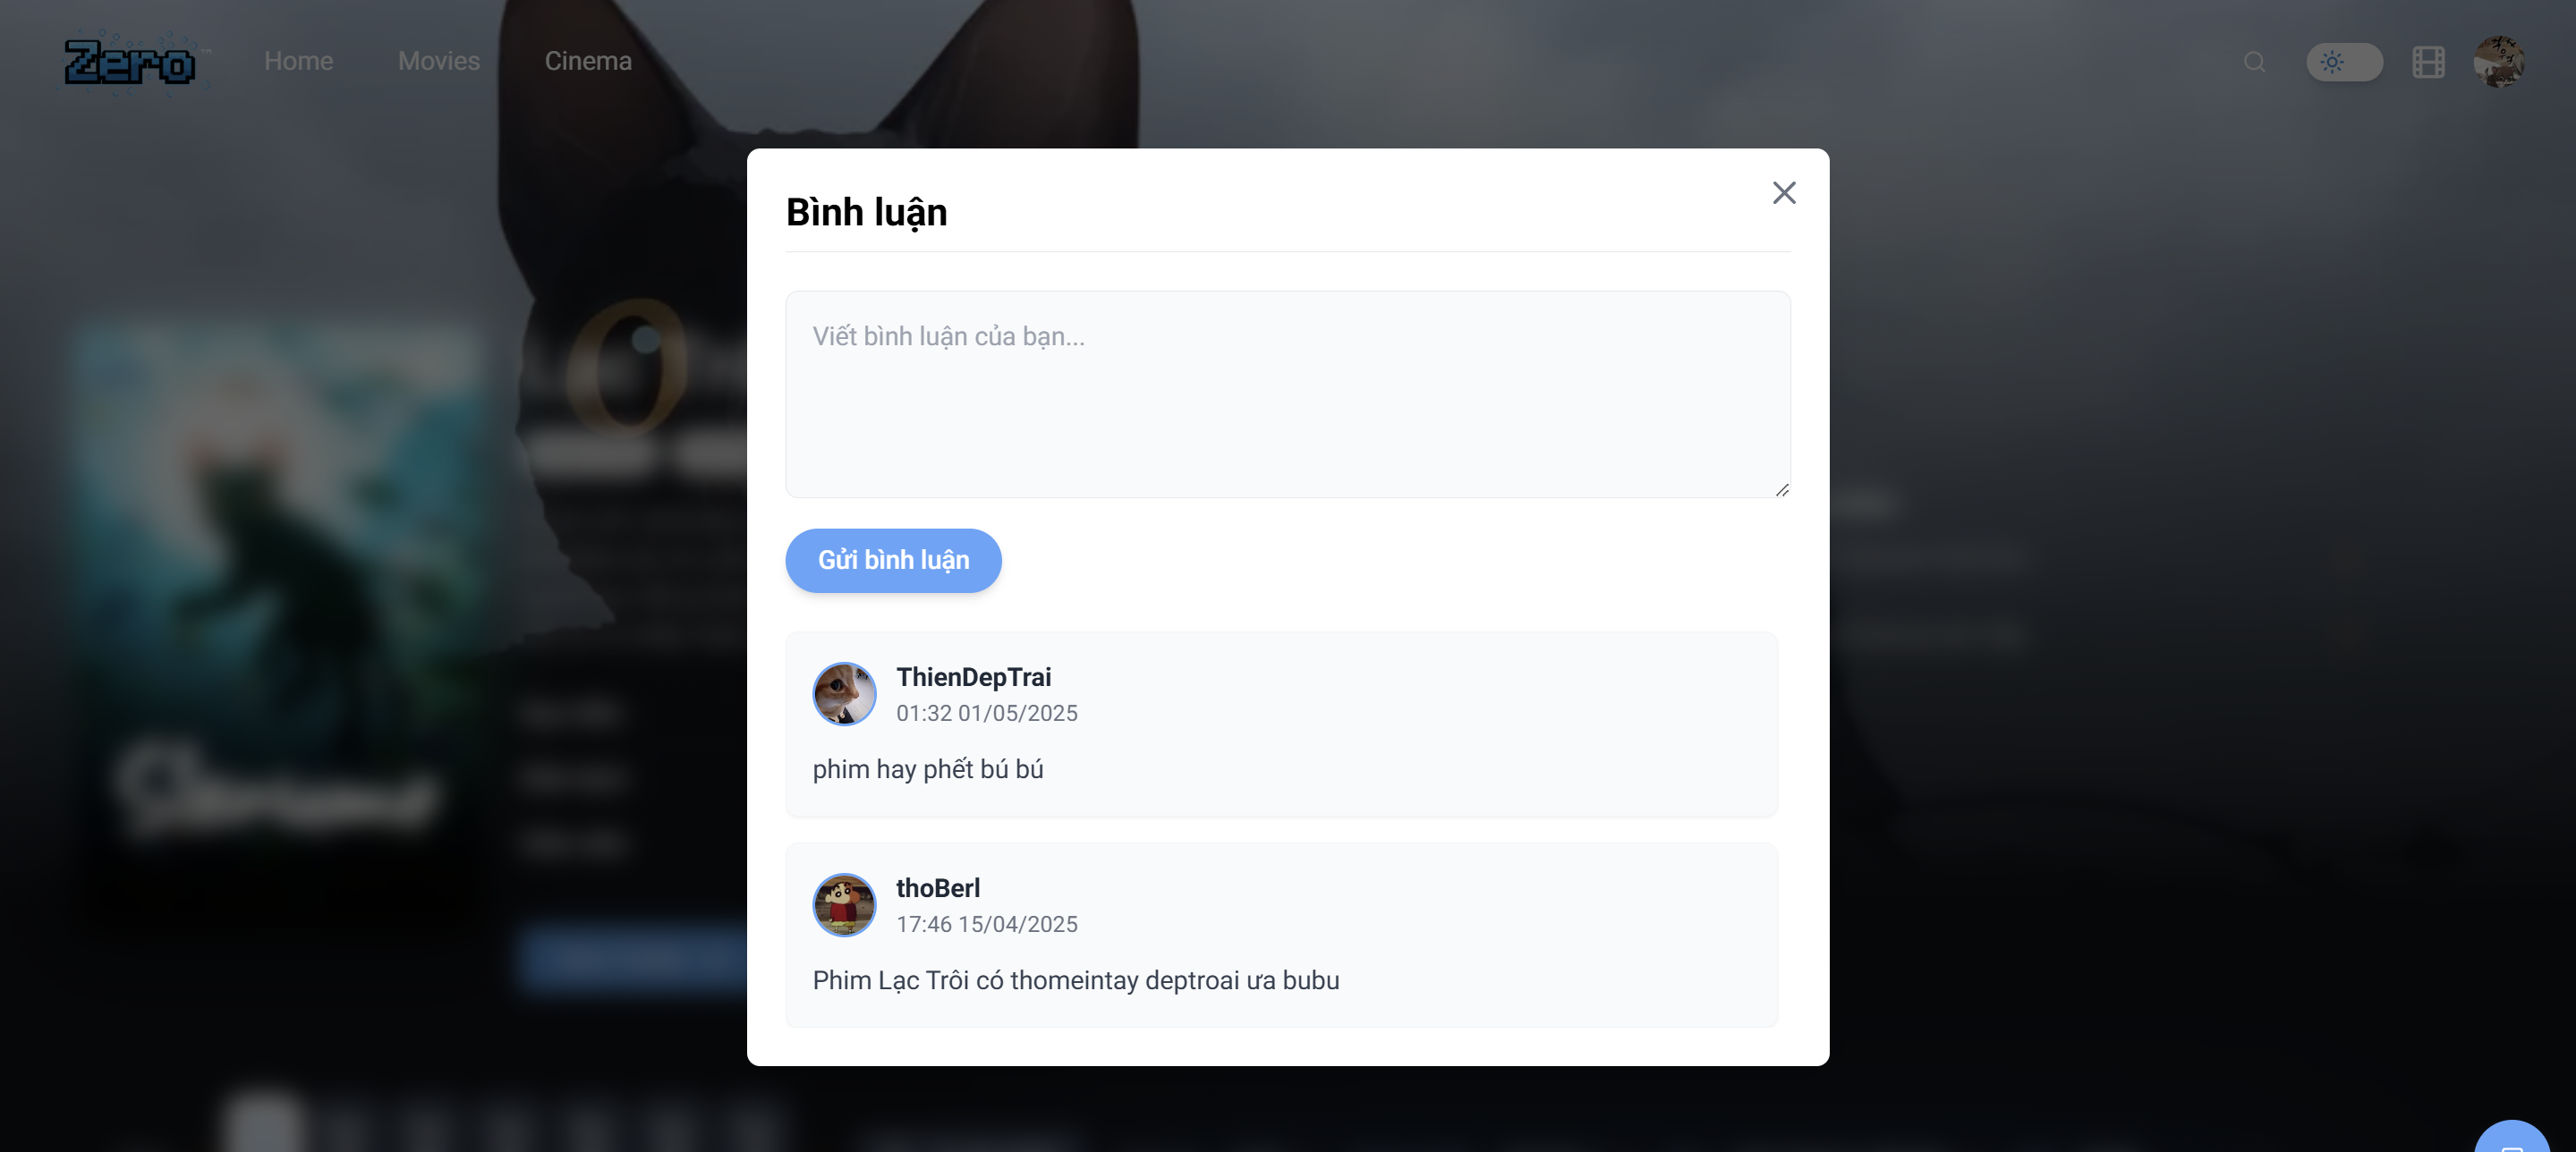 Zero™
Home
Movies
Cinema
Bình luận
Viết bình luận của bạn...
Gửi bình luận
ThienDepTrai
01:32 01/05/2025
phim hay phết bú bú
thoBerl
17:46 15/04/2025
Phim Lạc Trôi có thomeintay deptroai ưa bubu